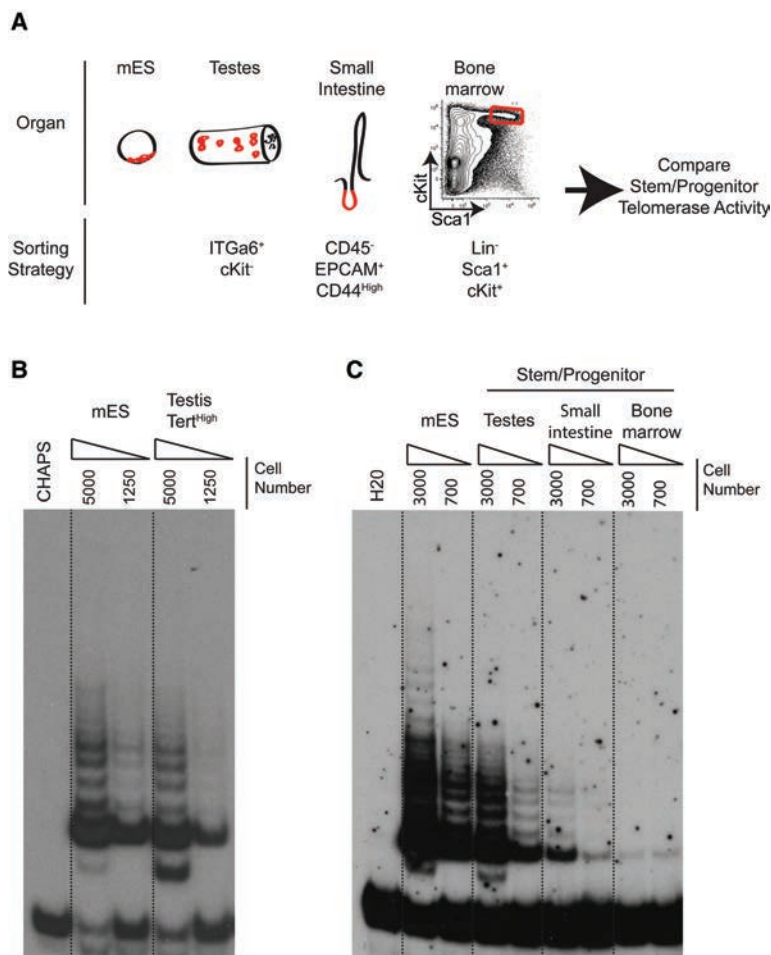 A
mES
Testes
Small
Intestine
Bone
marrow
Organ
cKit
Sca1
Compare
Stem/Progenitor
Telomerase Activity
Sorting
Strategy
ITGa6+
cKit-
CD45-
EPCAM+
CD44High
Lin-
Sca1+
cKit+
B
mES
Testis
TertHigh
CHAPS
5000
1250
5000
1250
Cell
Number
C
Stem/Progenitor
mES
Testes
Small
intestine
Bone
marrow
H20
3000
700
3000
700
3000
700
3000
700
Cell
Number